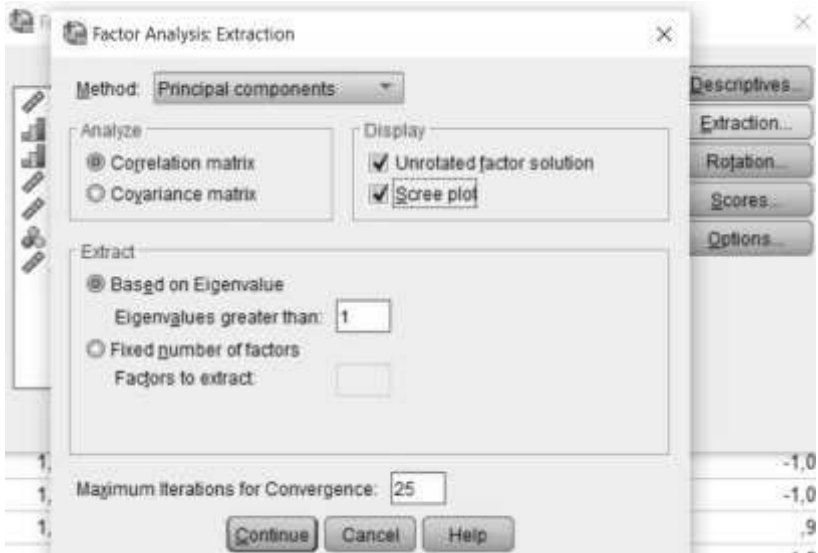 Factor Analysis: Extraction
Method: Principal components
Analyze
Correlation matrix
Covariance matrix
Display
Unrotated factor solution
Scree plot
Extract
Based on Eigenvalue
Eigenvalues greater than: 1
Fixed number of factors
Factors to extract:
Maximum Iterations for Convergence: 25
Continue Cancel Help
Descriptives...
Extraction...
Rotation...
Scores...
Options...
1,
-1,0
1,
-1,0
1,
,9